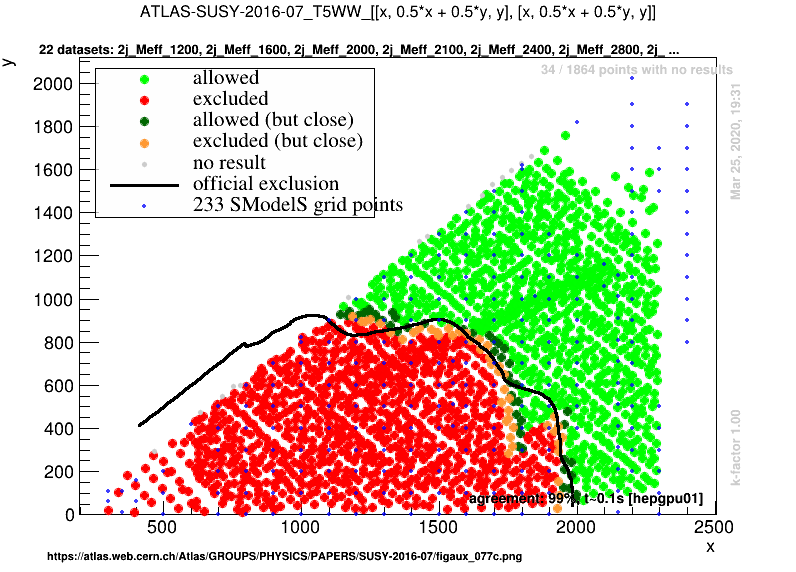 ATLAS-SUSY-2016-07_T5WW_[[x, 0.5*x + 0.5*y, y], [x, 0.5*x + 0.5*y, y]]
22 datasets: 2j_Meff_1200, 2j_Meff_1600, 2j_Meff_2000, 2j_Meff_2100, 2j_Meff_2400, 2j_Meff_2800, 2j_ ...
y
34 / 1864 points with no results
allowed
excluded
allowed (but close)
excluded (but close)
no result
official exclusion
233 SModelS grid points
Mar 25, 2020, 19:31
k-factor 1.00
2000
1800
1600
1400
1200
1000
800
600
400
200
0
agreement: 99% t~0.1s [hepgpu01]
500
1000
1500
2000
2500
x
https://atlas.web.cern.ch/Atlas/GROUPS/PHYSICS/PAPERS/SUSY-2016-07/figaux_077c.png